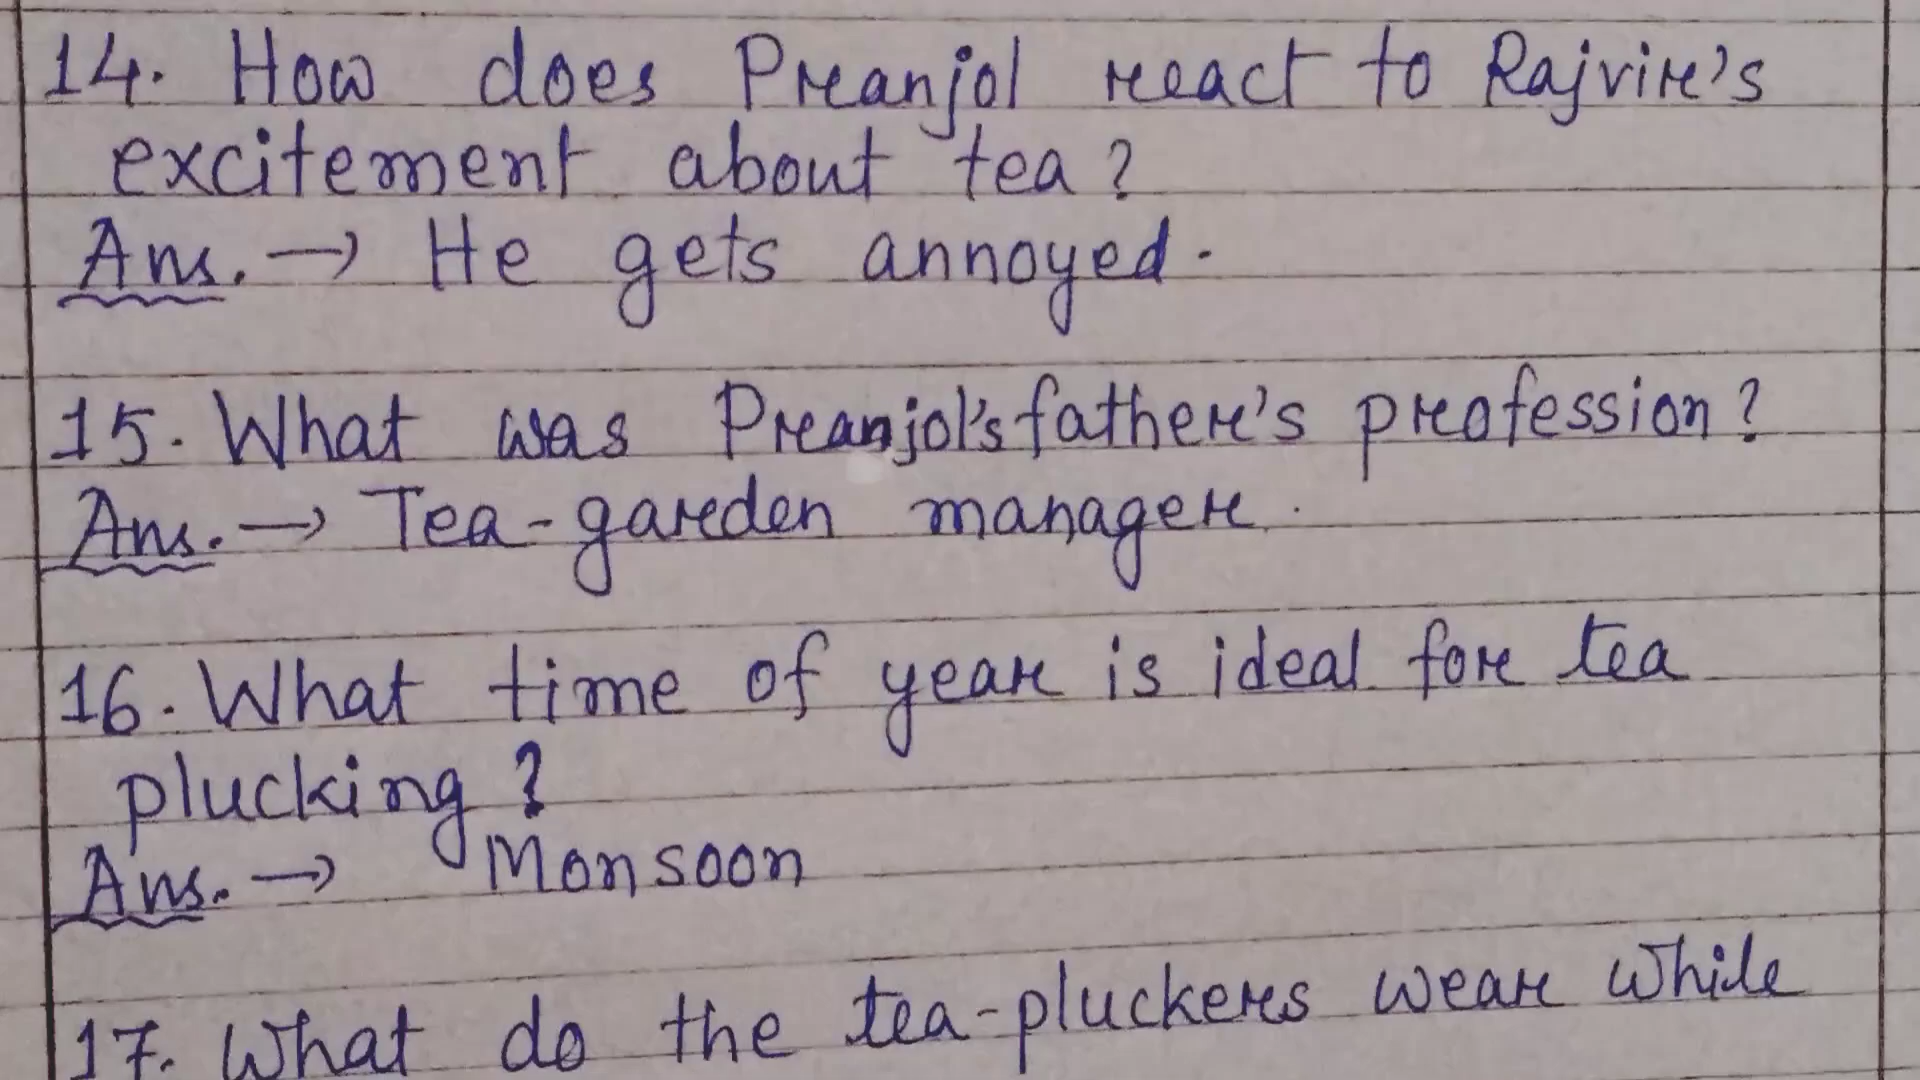 14. How does Pranjol react to Rajvir's
excitement about tea?
Ans. → He gets annoyed.
15. What was Pranjol's father's profession?
Ans. → Tea-garden manager.
16. What time of year is ideal for tea
plucking?
Ans. → Monsoon
17. What do the tea-pluckers wear while